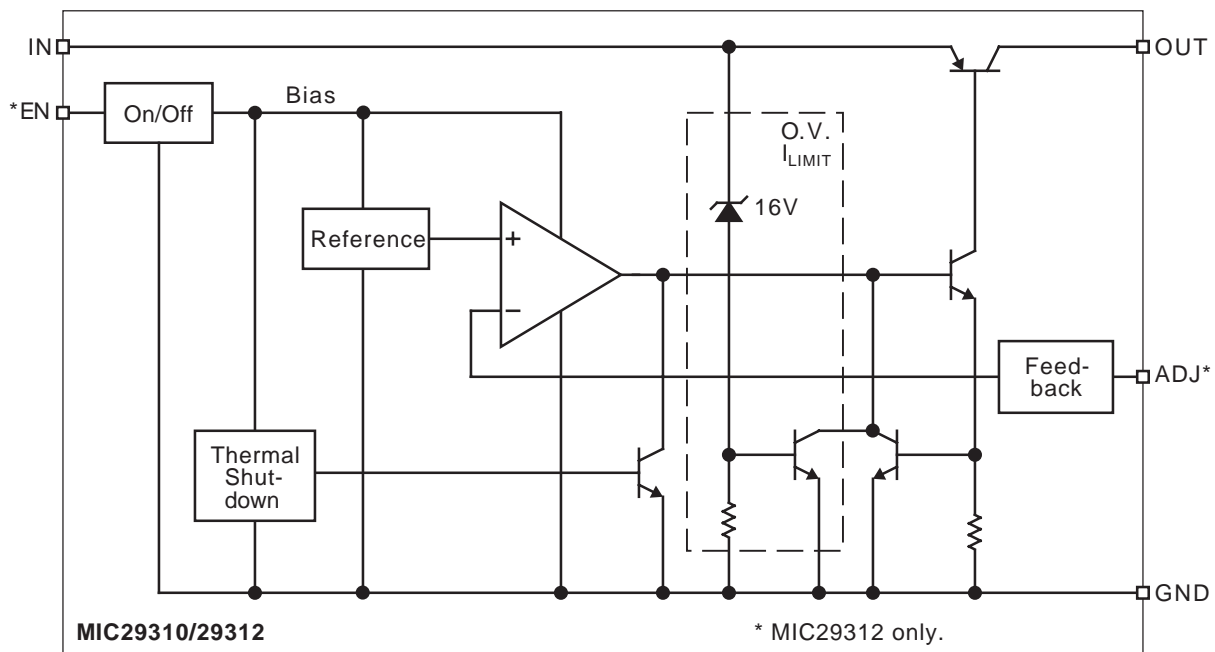 IN
OUT
*EN
On/Off
Bias
O.V.
ILIMIT
16V
Reference
+
−
Feed-
back
ADJ*
Thermal
Shut-
down
GND
MIC29310/29312
* MIC29312 only.